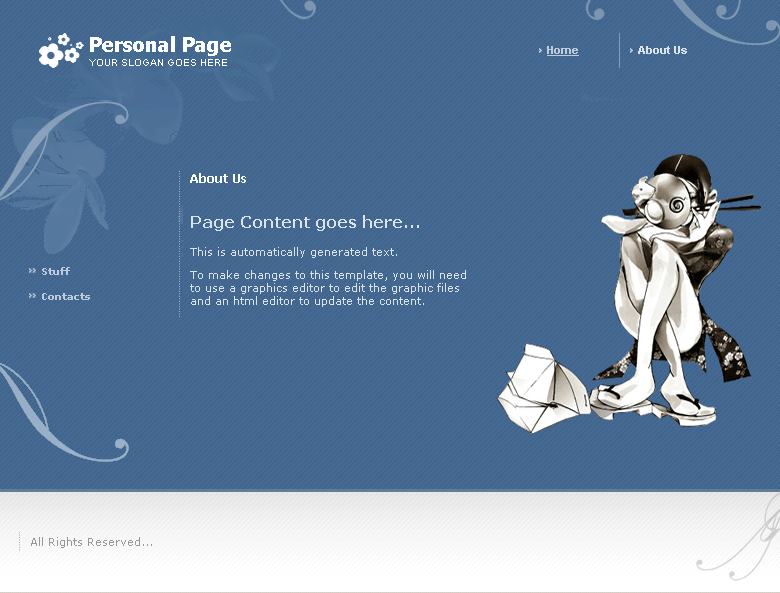 Personal Page
YOUR SLOGAN GOES HERE
Home
About Us
About Us
Page Content goes here...
This is automatically generated text.
To make changes to this template, you will need
to use a graphics editor to edit the graphic files
and an html editor to update the content.
Stuff
Contacts
All Rights Reserved...